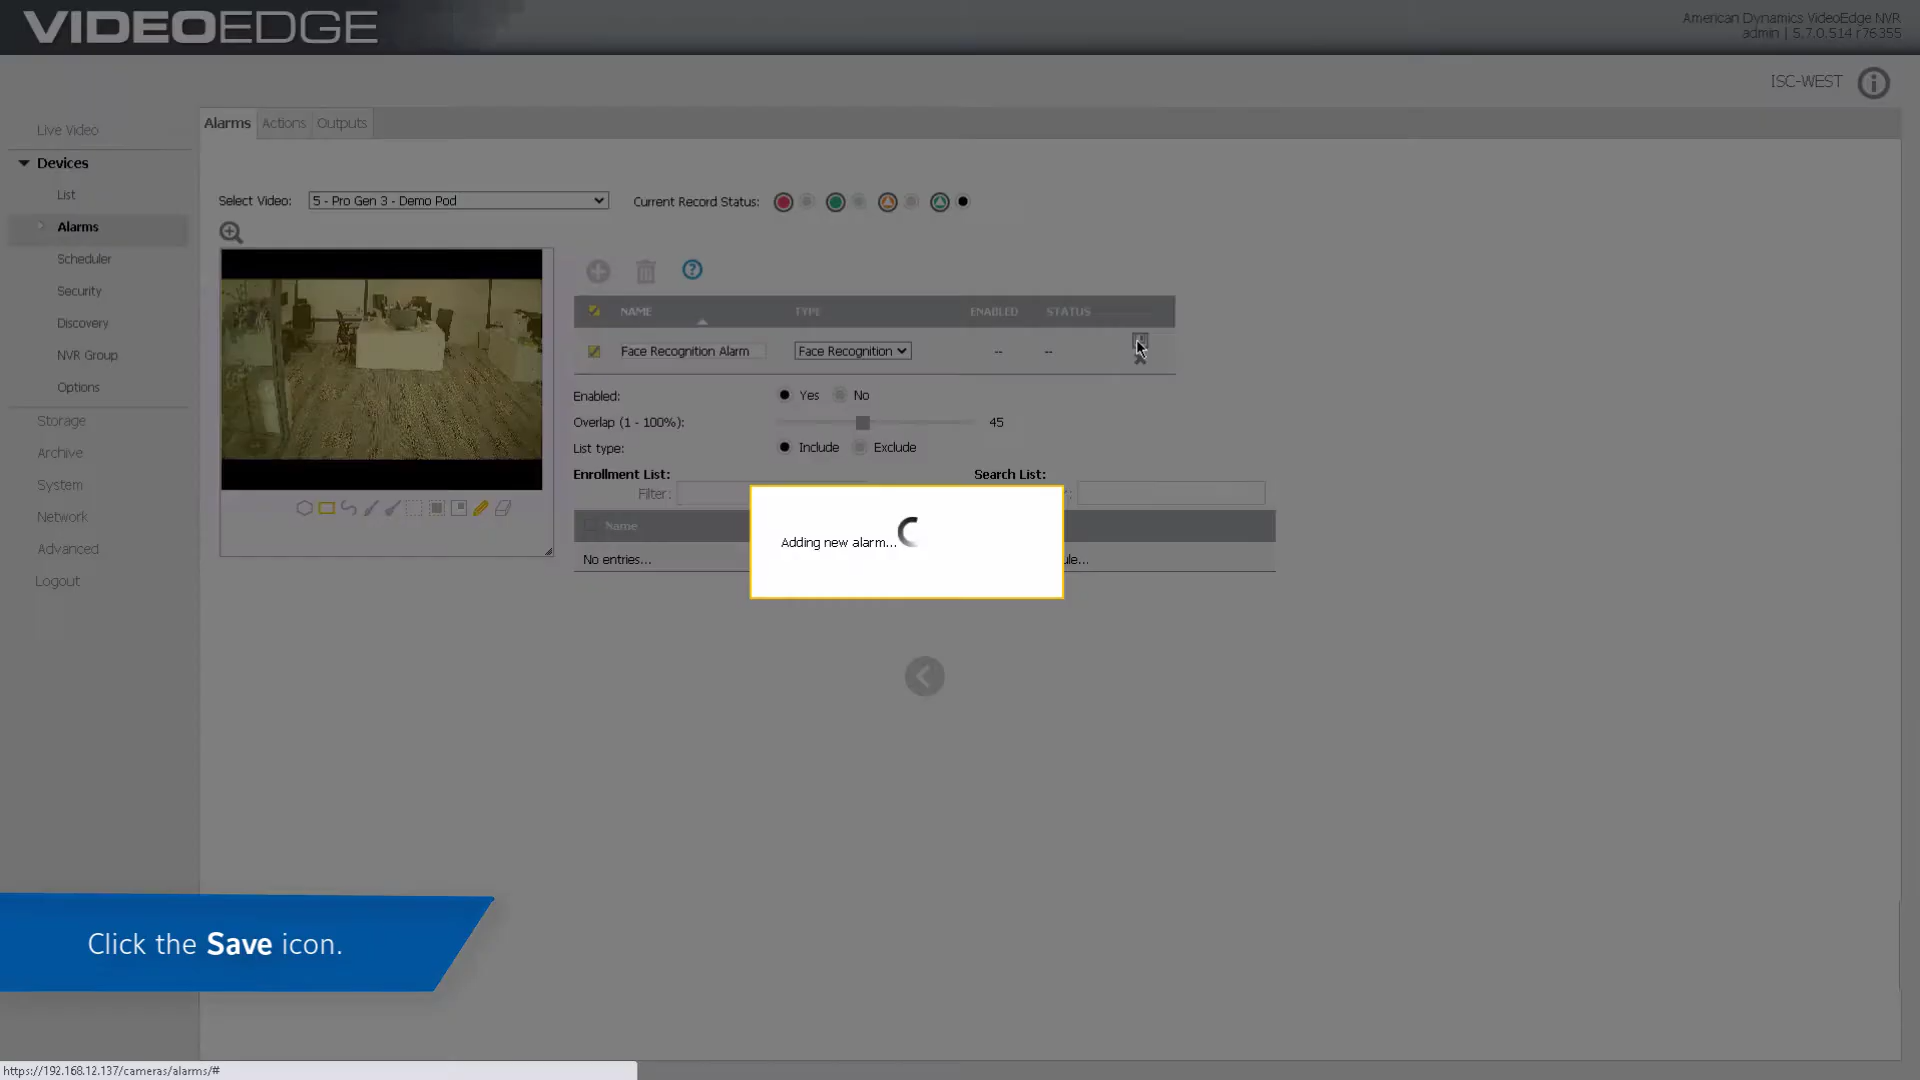 VIDEOEDGE
American Dynamics VideoEdge NVR
admin | 5.7.0.514 r76355
ISC-WEST
Live Video
Devices
List
Alarms
Scheduler
Security
Discovery
NVR Group
Options
Storage
Archive
System
Network
Advanced
Logout
Alarms Actions Outputs
Select Video: 5 - Pro Gen 3 - Demo Pod Current Record Status:
NAME TYPE ENABLED STATUS
Face Recognition Alarm Face Recognition -- --
Enabled: Yes No
Overlap (1 - 100%): 45
List type: Include Exclude
Enrollment List: Search List:
Filter:
Name
No entries...
Adding new alarm...
Click the Save icon.
https://192.168.12.137/cameras/alarms/#